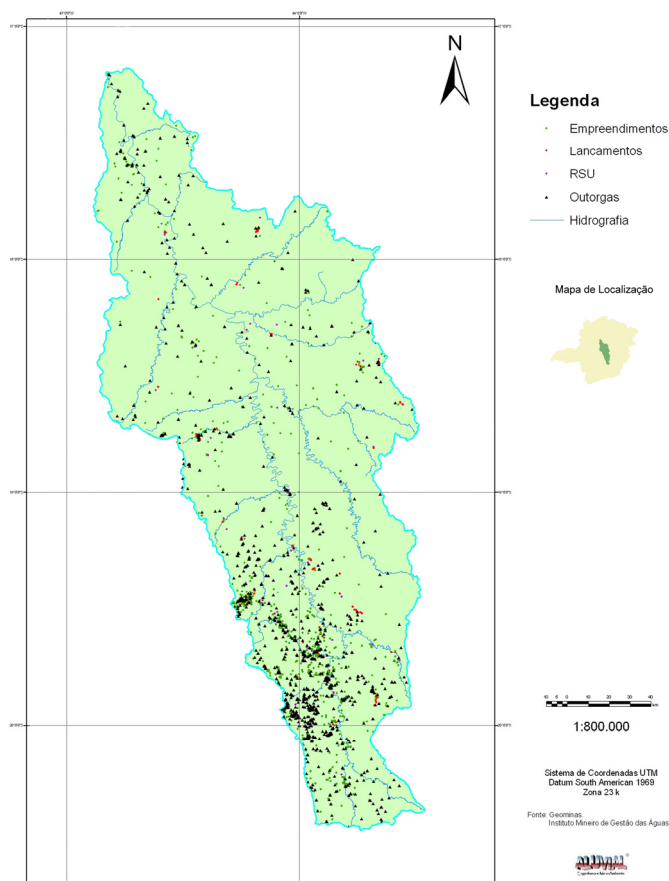 N
Legenda
Empreendimentos
Lancamentos
RSU
Outorgas
Hidrografia
Mapa de Localização
1:800.000
Sistema de Coordenadas UTM
Datum South American 1969
Zona 23 k
Fonte: Geominas.
Instituto Mineiro de Gestão das Águas
ALUVIAL